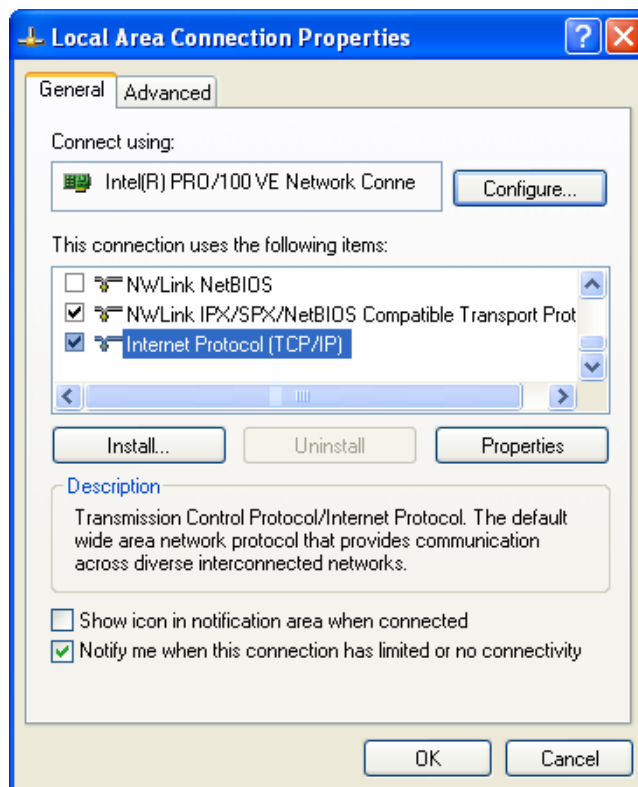 Local Area Connection Properties
General Advanced
Connect using:
Intel(R) PRO/100 VE Network Conne
Configure...
This connection uses the following items:
NWLink NetBIOS
NWLink IPX/SPX/NetBIOS Compatible Transport Prot
Internet Protocol (TCP/IP)
Install... Uninstall Properties
Description
Transmission Control Protocol/Internet Protocol. The default
wide area network protocol that provides communication
across diverse interconnected networks.
Show icon in notification area when connected
Notify me when this connection has limited or no connectivity
OK Cancel